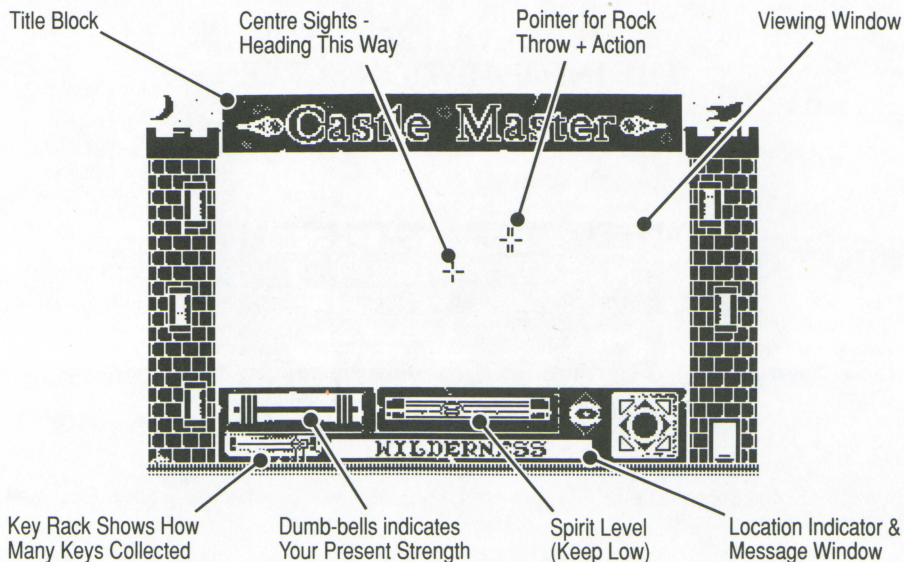 Title Block
Centre Sights -
Heading This Way
Pointer for Rock
Throw + Action
Viewing Window
Castle Master
WILDERNESS
Key Rack Shows How
Many Keys Collected
Dumb-bells indicates
Your Present Strength
Spirit Level
(Keep Low)
Location Indicator &
Message Window